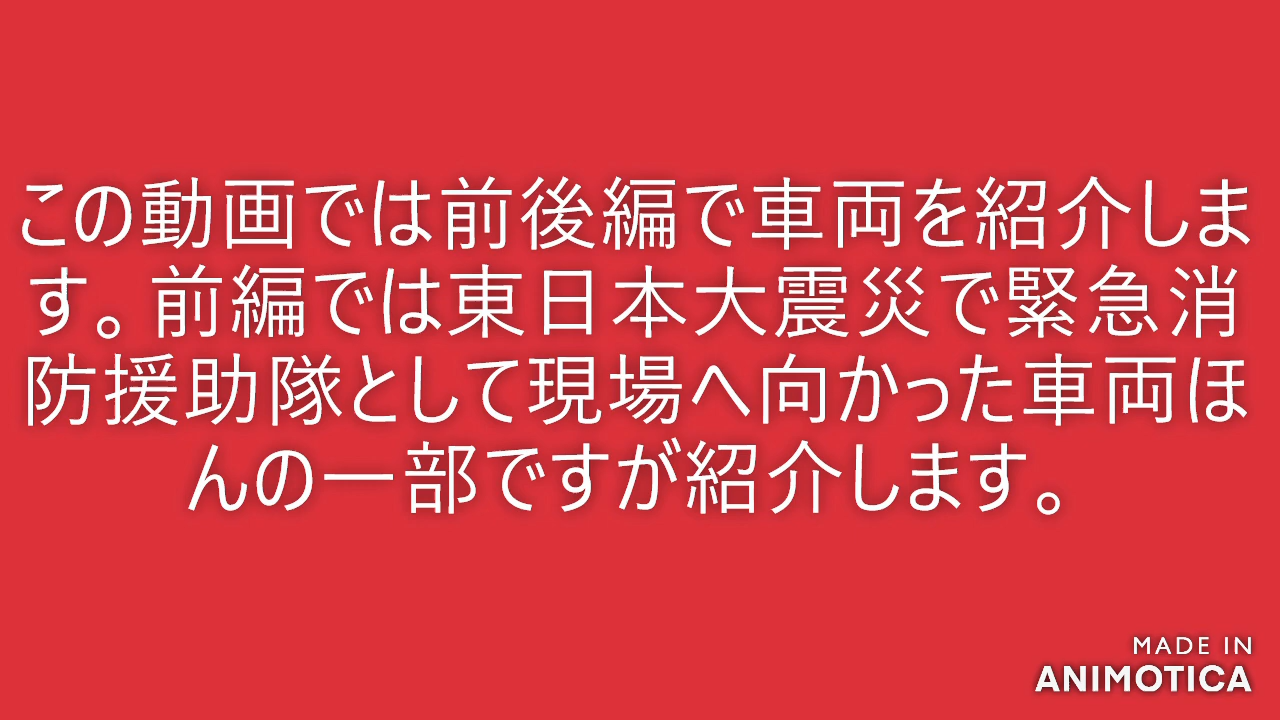 この動画では前後編で車両を紹介しま
す。前編では東日本大震災で緊急消
防援助隊として現場へ向かった車両ほ
んの一部ですが紹介します。
MADE IN
ANIMOTICA